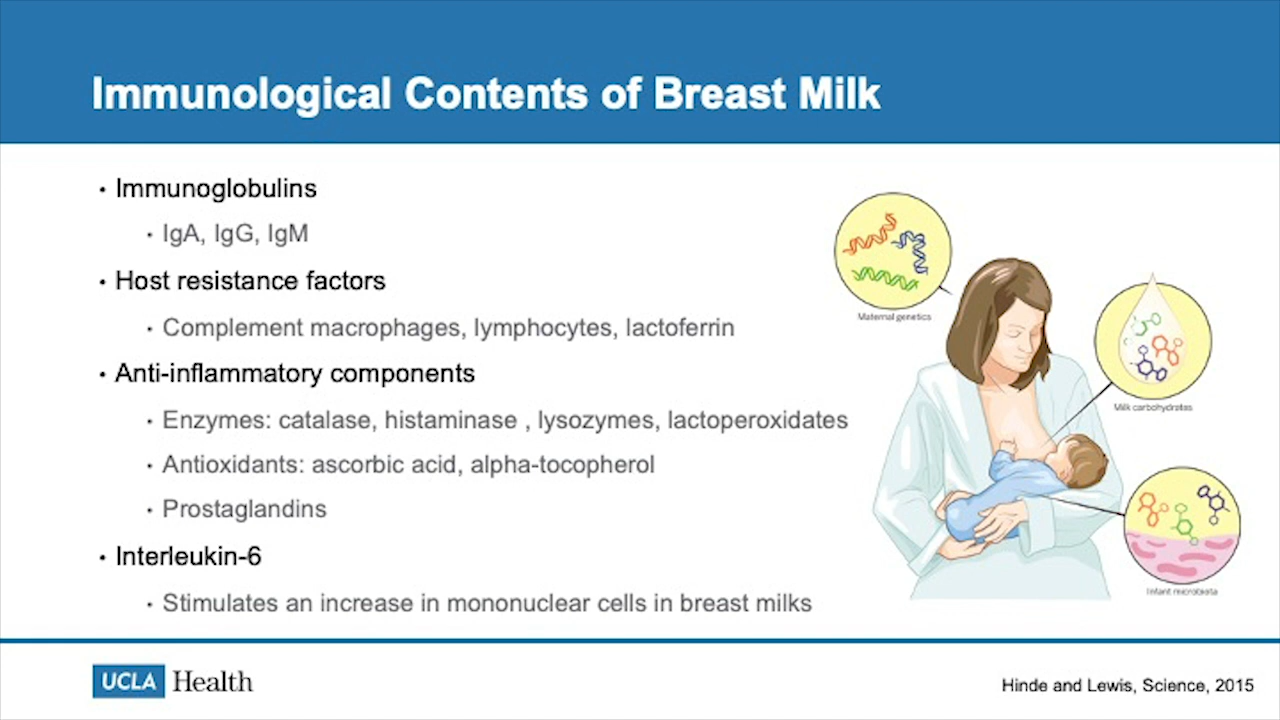 Immunological Contents of Breast Milk
• Immunoglobulins
• IgA, IgG, IgM
• Host resistance factors
• Complement macrophages, lymphocytes, lactoferrin
• Anti-inflammatory components
• Enzymes: catalase, histaminase , lysozymes, lactoperoxidates
• Antioxidants: ascorbic acid, alpha-tocopherol
• Prostaglandins
• Interleukin-6
• Stimulates an increase in mononuclear cells in breast milks
Maternal genetics
Milk carbohydrates
Infant microbiota
UCLA Health
Hinde and Lewis, Science, 2015